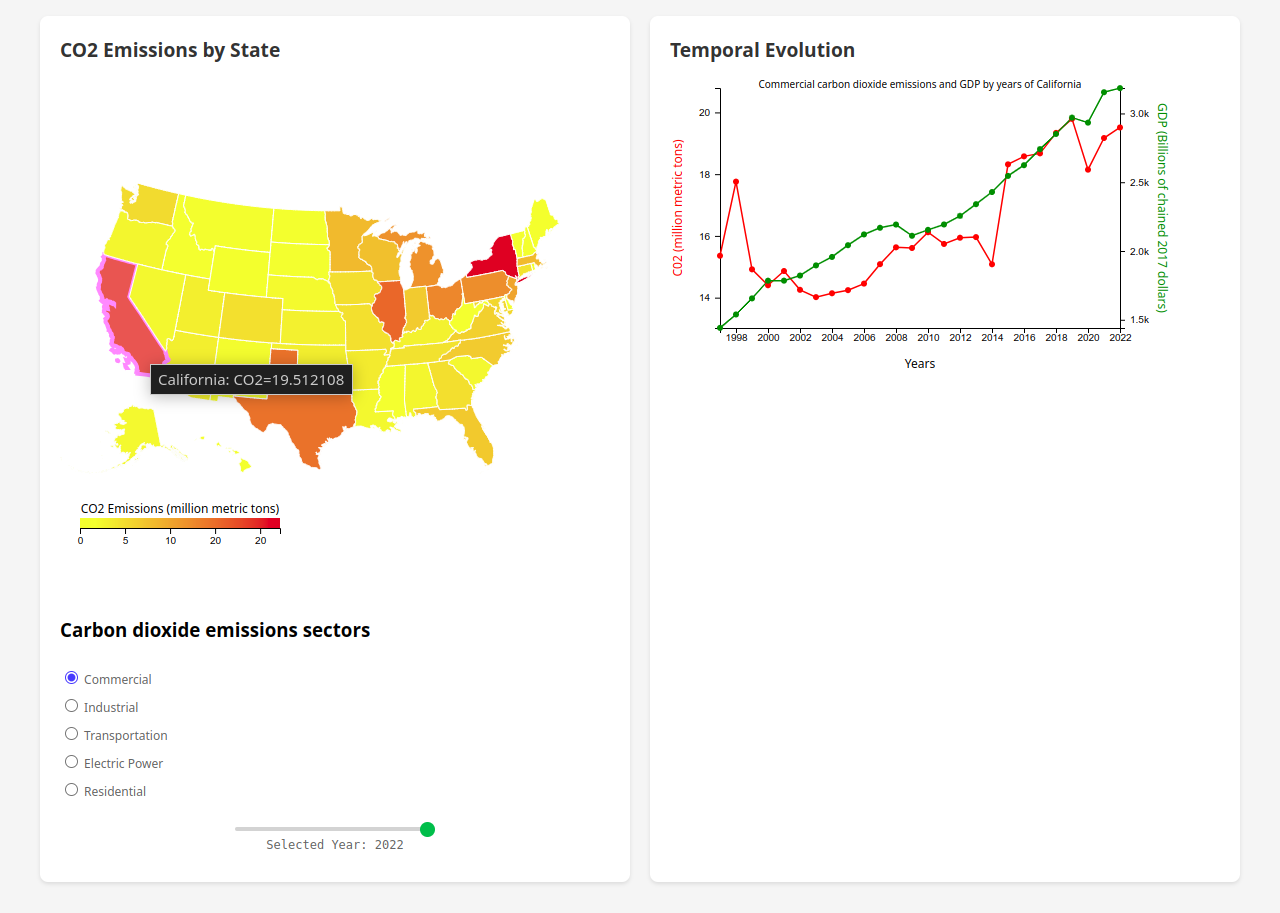 CO2 Emissions by State
California: CO2=19.512108
CO2 Emissions (million metric tons)
0 5 10 20 20
Carbon dioxide emissions sectors
Commercial
Industrial
Transportation
Electric Power
Residential
Selected Year: 2022
Temporal Evolution
Commercial carbon dioxide emissions and GDP by years of California
C02 (million metric tons)
20
18
16
14
GDP (Billions of chained 2017 dollars)
3.0k
2.5k
2.0k
1.5k
1998 2000 2002 2004 2006 2008 2010 2012 2014 2016 2018 2020 2022
Years